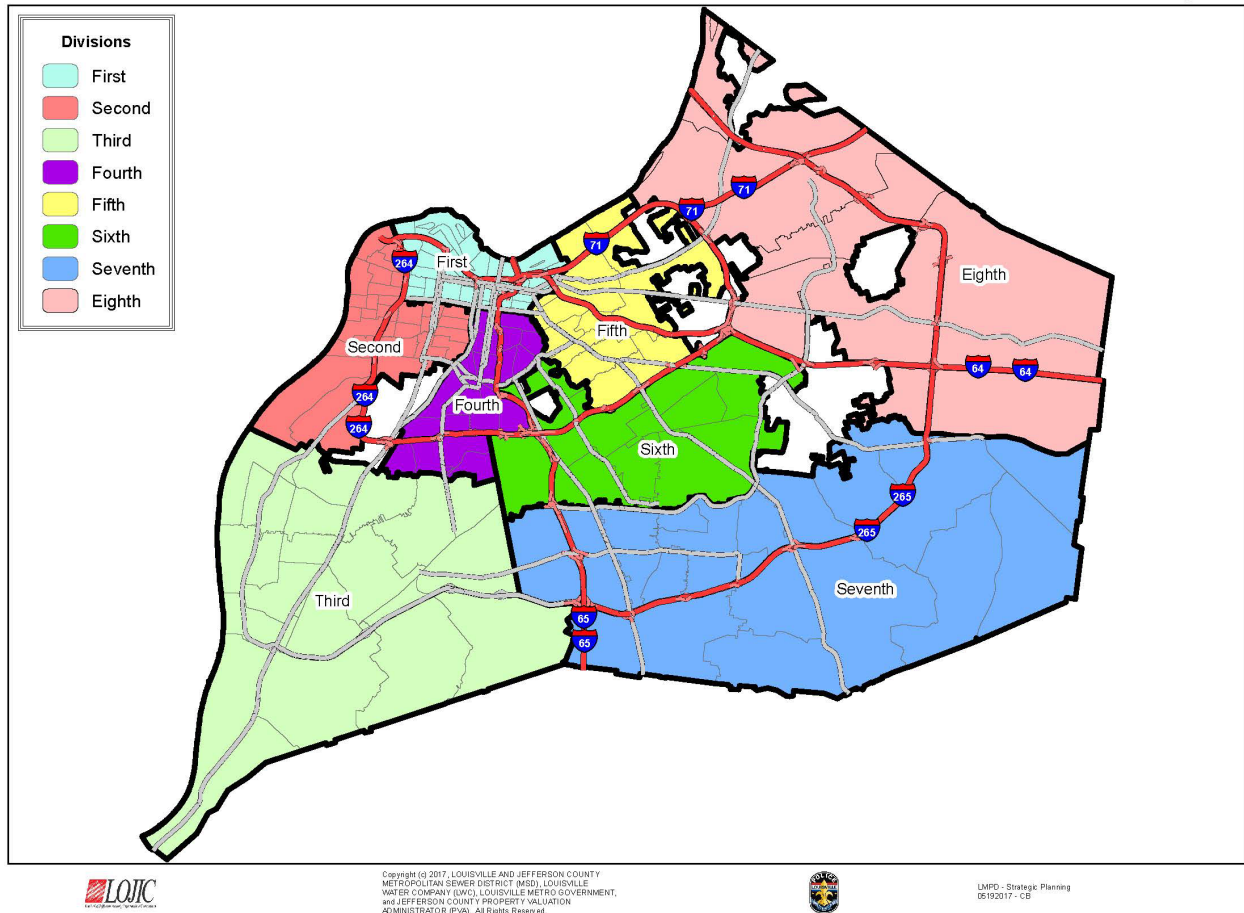 Divisions
First
Second
Third
Fourth
Fifth
Sixth
Seventh
Eighth
71
71
71
264
First
Eighth
Fifth
Second
64
64
264
Fourth
264
Sixth
265
265
Seventh
Third
65
65
LOJIC
Copyright (c) 2017, LOUISVILLE AND JEFFERSON COUNTY
METROPOLITAN SEWER DISTRICT (MSD), LOUISVILLE
WATER COMPANY (LWC), LOUISVILLE METRO GOVERNMENT,
and JEFFERSON COUNTY PROPERTY VALUATION
ADMINISTRATOR (PVA). All Rights Reserved.
POLICE
LMPD - Strategic Planning
05192017 - CB